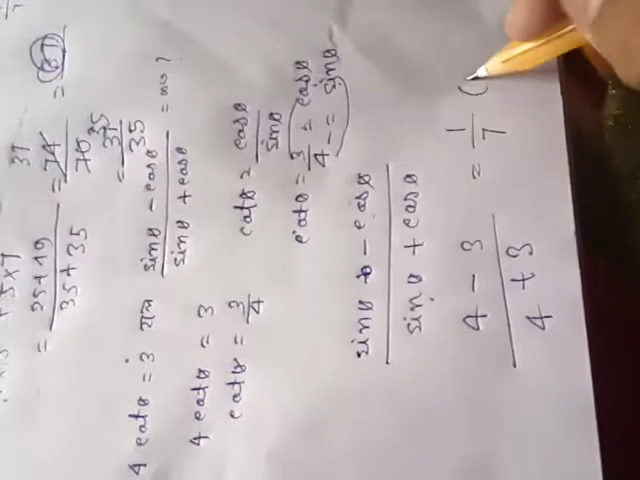 = 25+49 / 35+35 = 74 / 70 =
37
35
= 37 / 35
4 cotθ = 3 sinθ - cosθ / sinθ + cosθ = ?
4 cotθ = 3
cotθ = 3/4
cotθ = cosθ / sinθ
cotθ = 3/4 = cosθ / sinθ
sinθ - cosθ / sinθ + cosθ
4 - 3 / 4 + 3 = 1/7 (